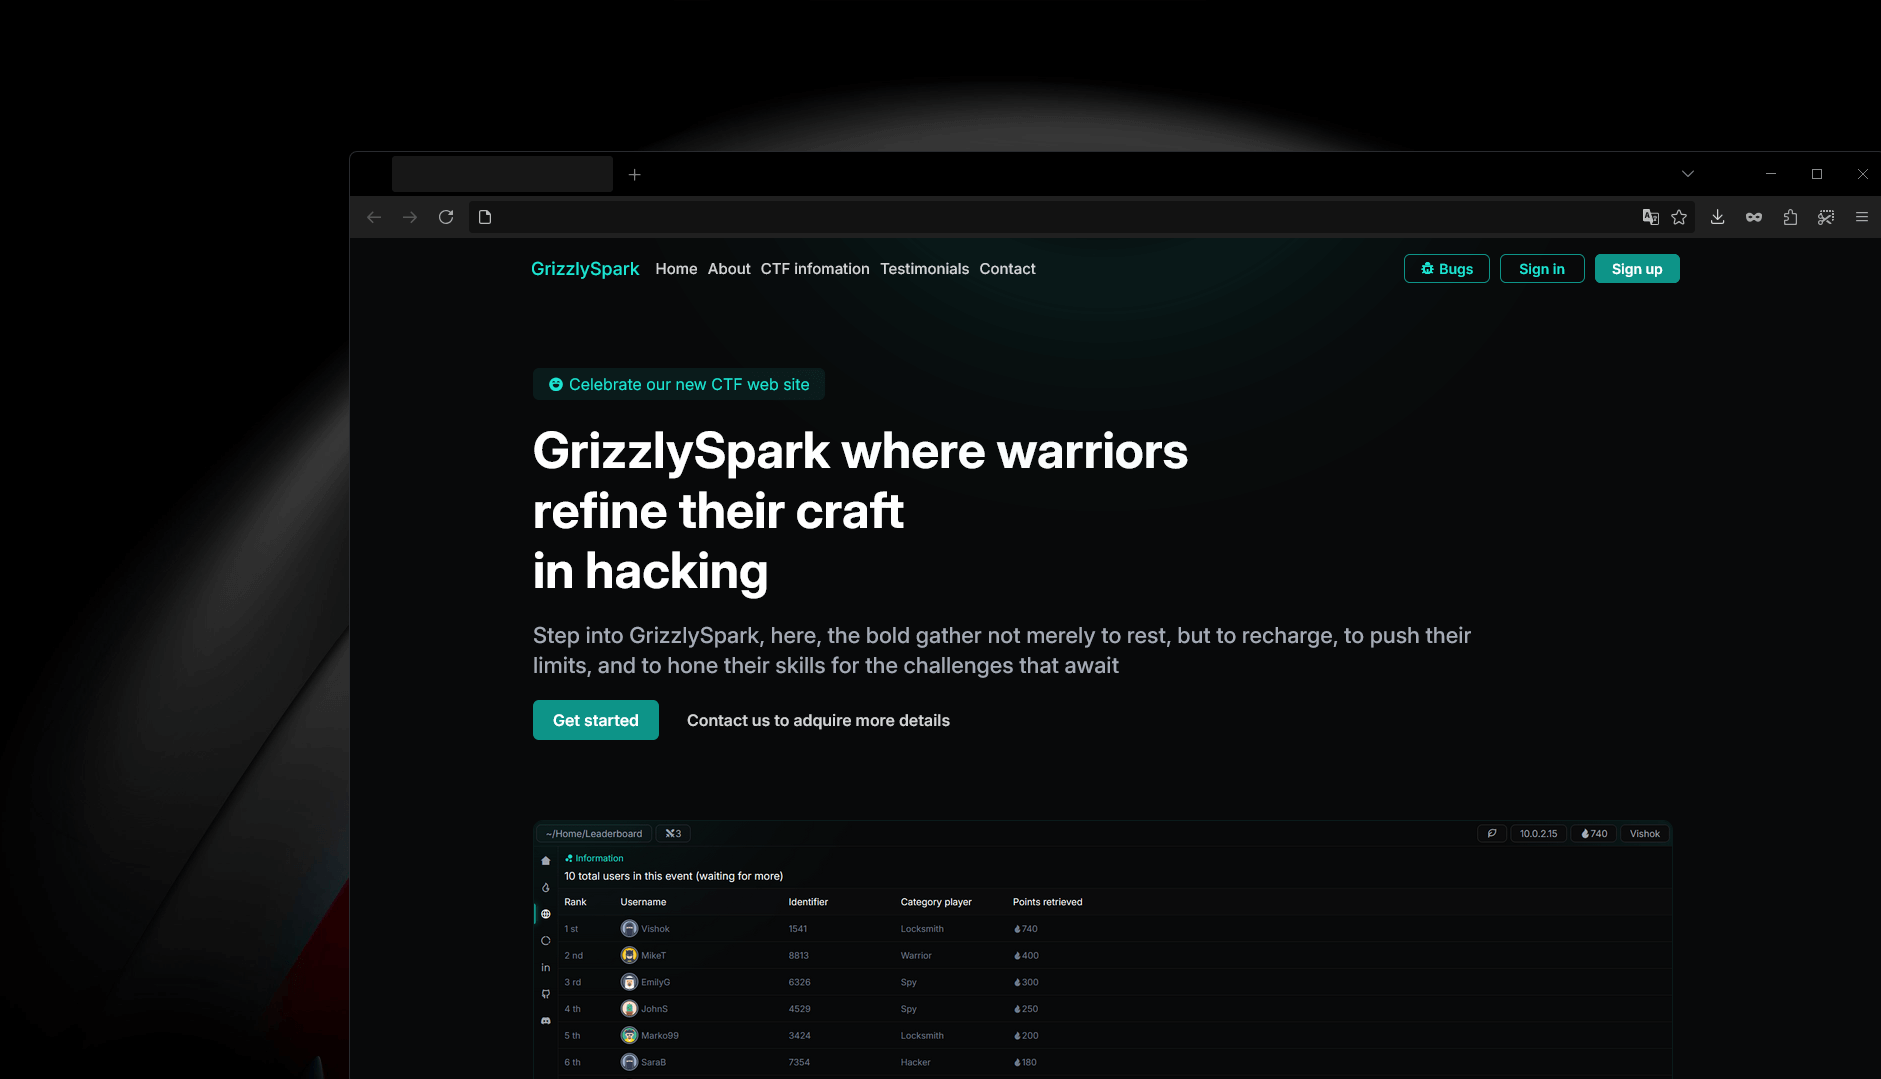 GrizzlySpark Home About CTF infomation Testimonials Contact Bugs Sign in Sign up
Celebrate our new CTF web site
GrizzlySpark where warriors
refine their craft
in hacking
Step into GrizzlySpark, here, the bold gather not merely to rest, but to recharge, to push their
limits, and to hone their skills for the challenges that await
Get started Contact us to adquire more details
~/Home/Leaderboard 3 10.0.2.15 740 Vishok
Information
10 total users in this event (waiting for more)
Rank Username Identifier Category player Points retrieved
1 st Vishok 1541 Locksmith 740
2 nd MikeT 8813 Warrior 400
3 rd EmilyG 6326 Spy 300
4 th JohnS 4529 Spy 250
5 th Marko99 3424 Locksmith 200
6 th SaraB 7354 Hacker 180